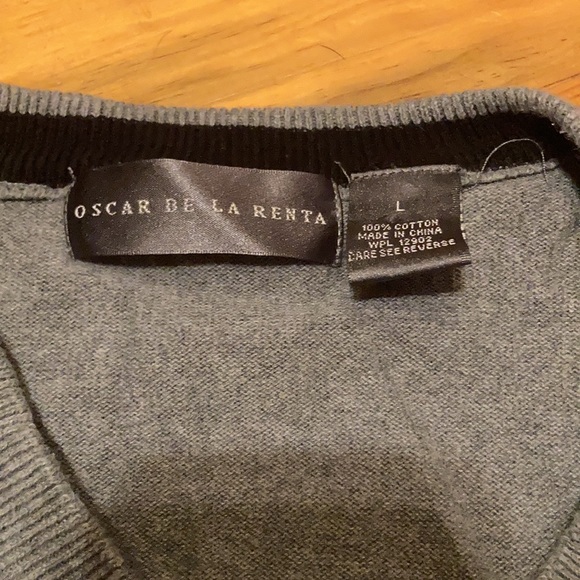 OSCAR DE LA RENTA
L
100% COTTON
MADE IN CHINA
WPL 12902
CARE SEE REVERSE